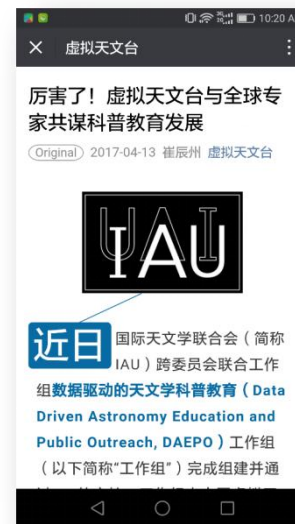 10:20 A
虚拟天文台
厉害了！虚拟天文台与全球专
家共谋科普教育发展
Original 2017-04-13 崔辰州 虚拟天文台
IAU
近日 国际天文学联合会（简称
IAU）跨委员会联合工作
组数据驱动的天文学科普教育（Data
Driven Astronomy Education and
Public Outreach, DAEPO）工作组
（以下简称“工作组”）完成组建并通